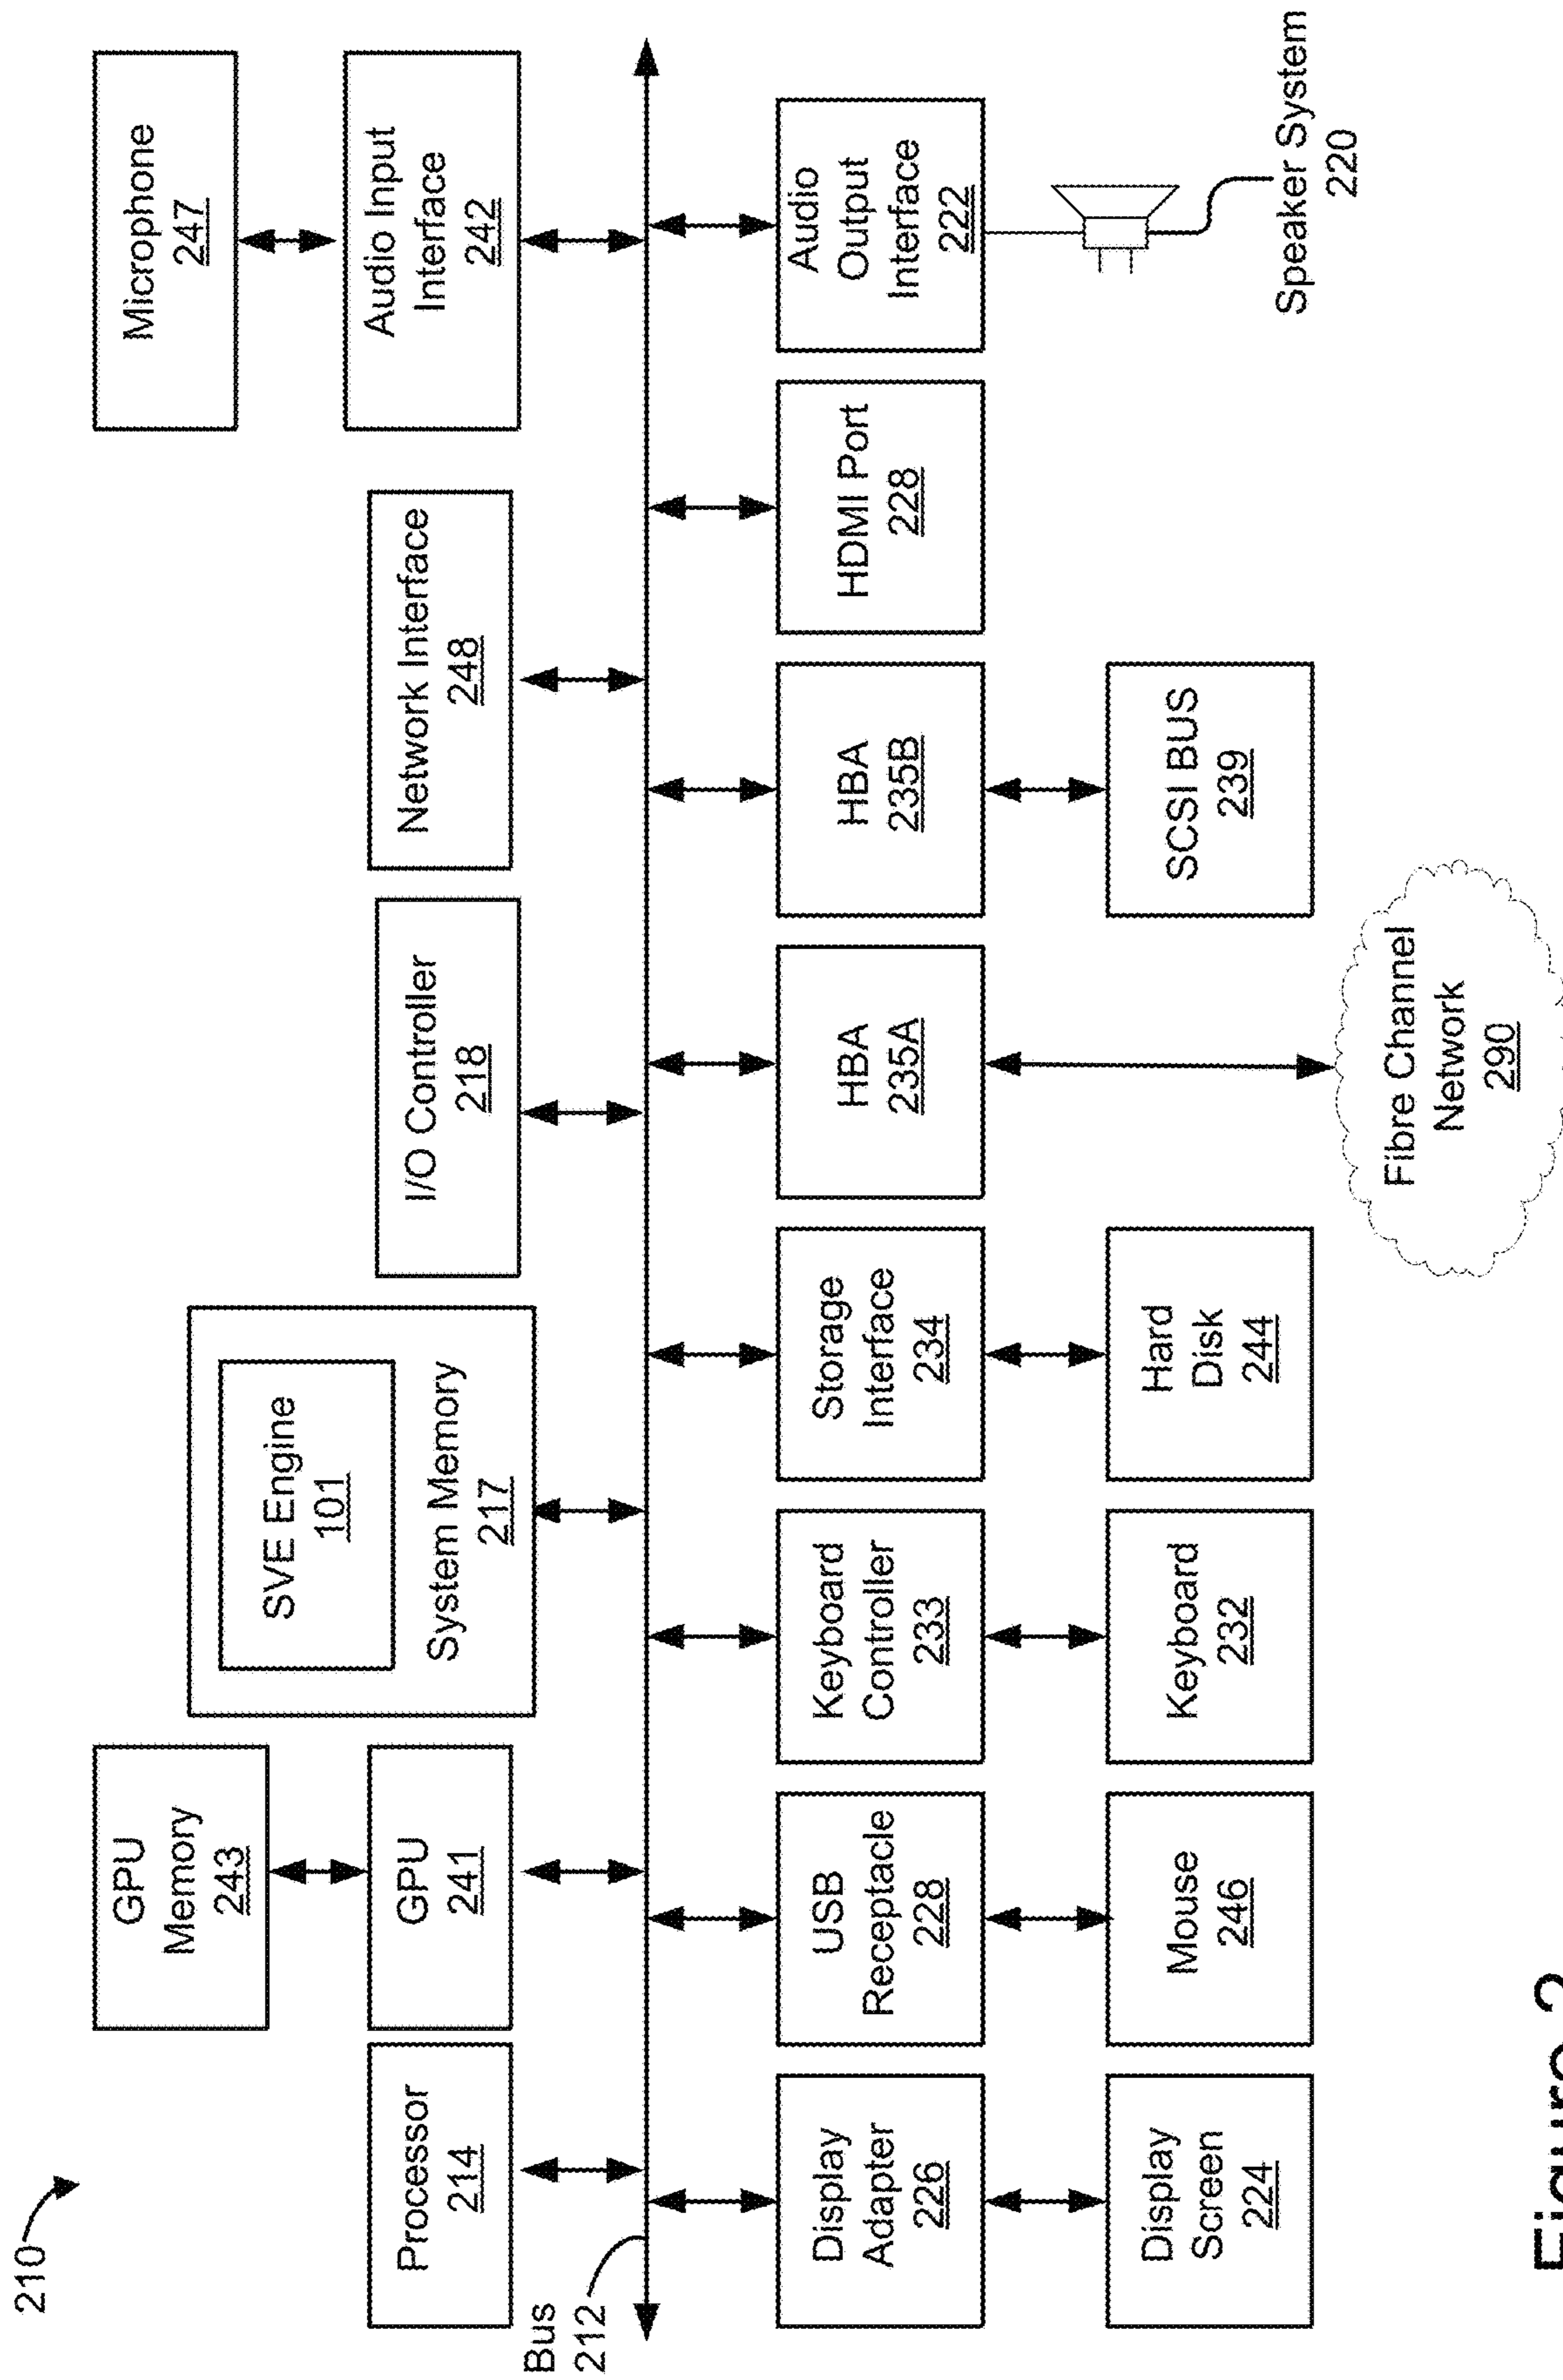 210
GPU
Memory
243
Microphone
247
SVE Engine
101
System Memory
217
Processor
214
GPU
241
I/O Controller
218
Network Interface
248
Audio Input
Interface
242
Bus
212
Display
Adapter
226
USB
Receptacle
228
Keyboard
Controller
233
Storage
Interface
234
HBA
235A
HBA
235B
HDMI Port
228
Audio
Output
Interface
222
Display
Screen
224
Mouse
246
Keyboard
232
Hard
Disk
244
SCSI BUS
239
Speaker System
220
Fibre Channel
Network
290
Figure 2